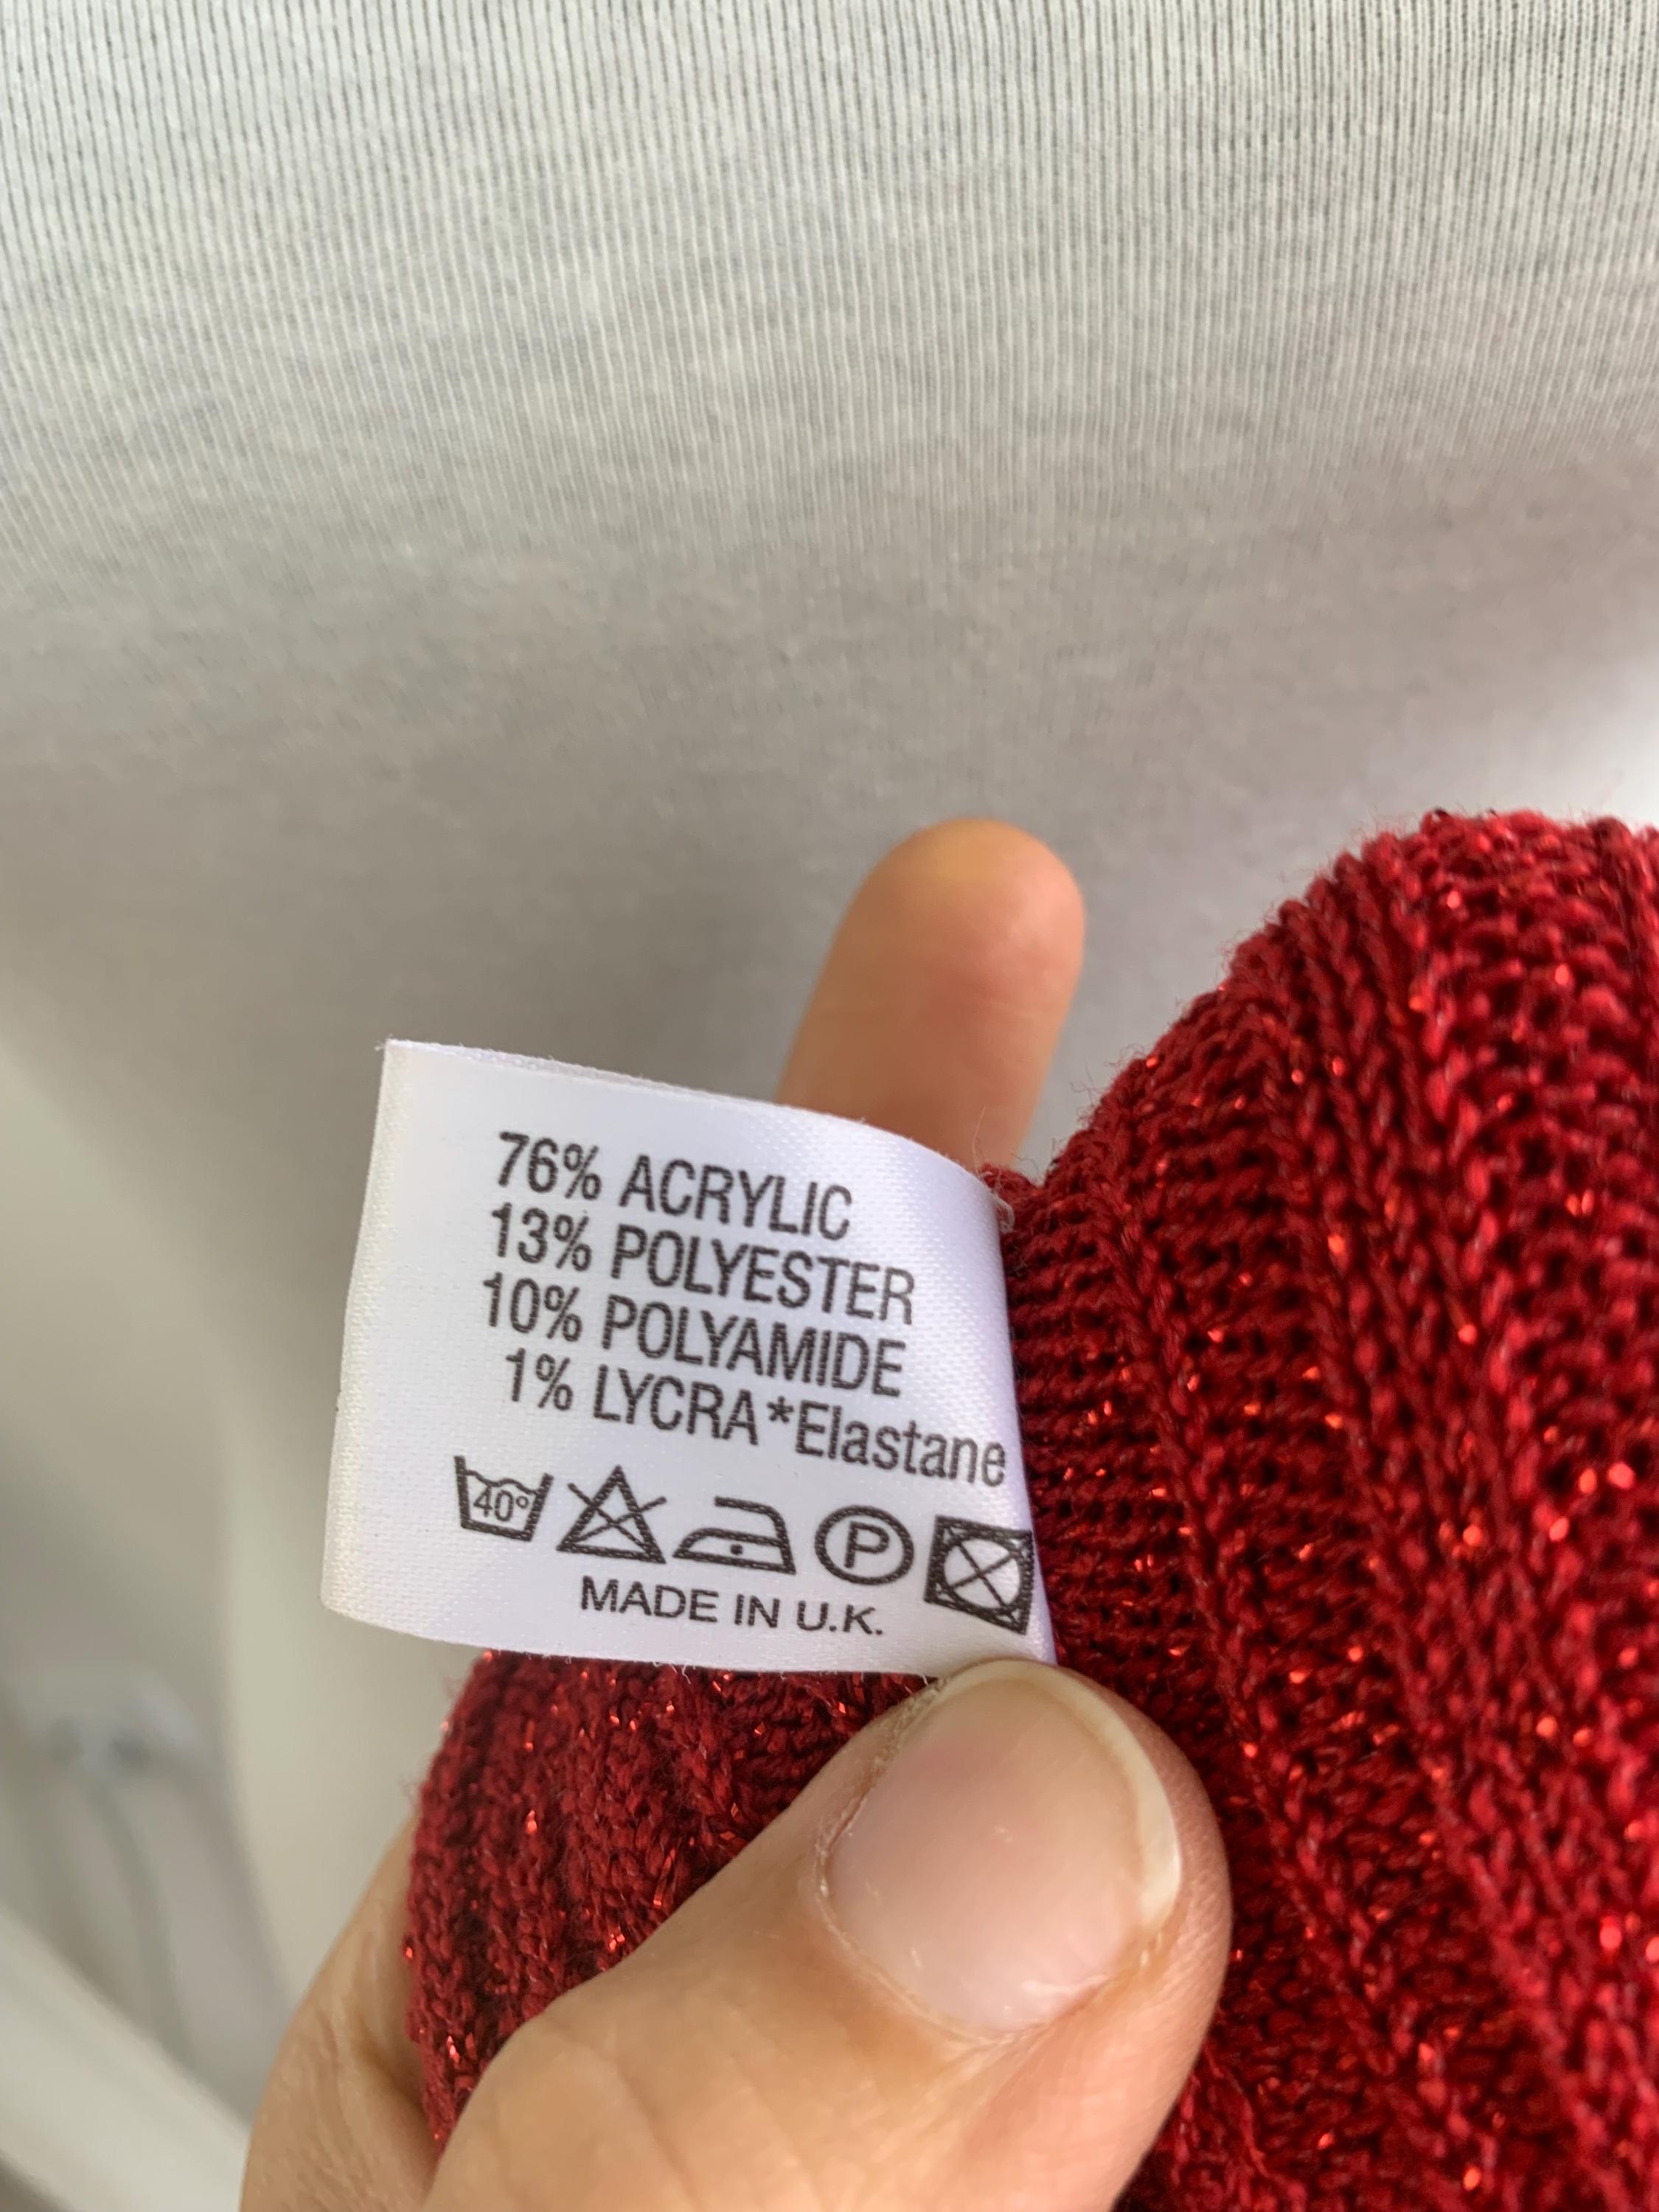 76% ACRYLIC
13% POLYESTER
10% POLYAMIDE
1% LYCRA*Elastane
40° P
MADE IN U.K.